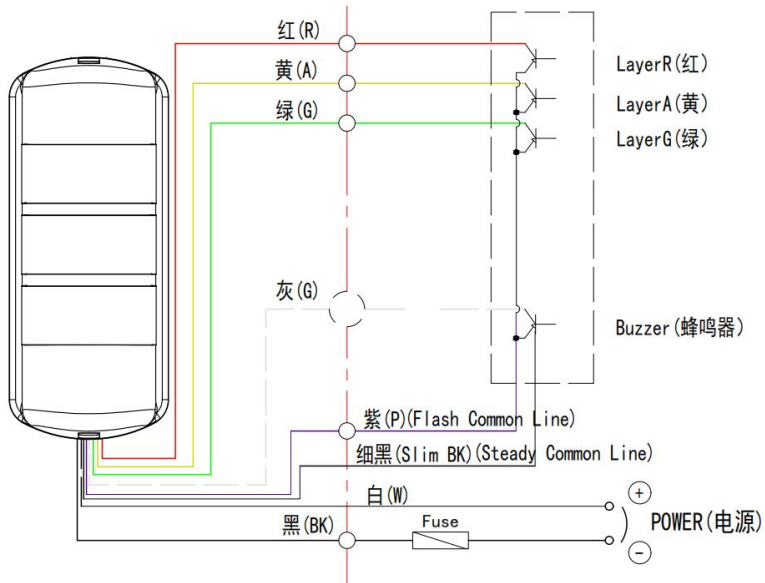 红(R)
LayerR(红)
黄(A)
LayerA(黄)
绿(G)
LayerG(绿)
灰(G)
Buzzer(蜂鸣器)
紫(P)(Flash Common Line)
细黑(Slim BK)(Steady Common Line)
白(W)
+
POWER(电源)
黑(BK)
Fuse
−